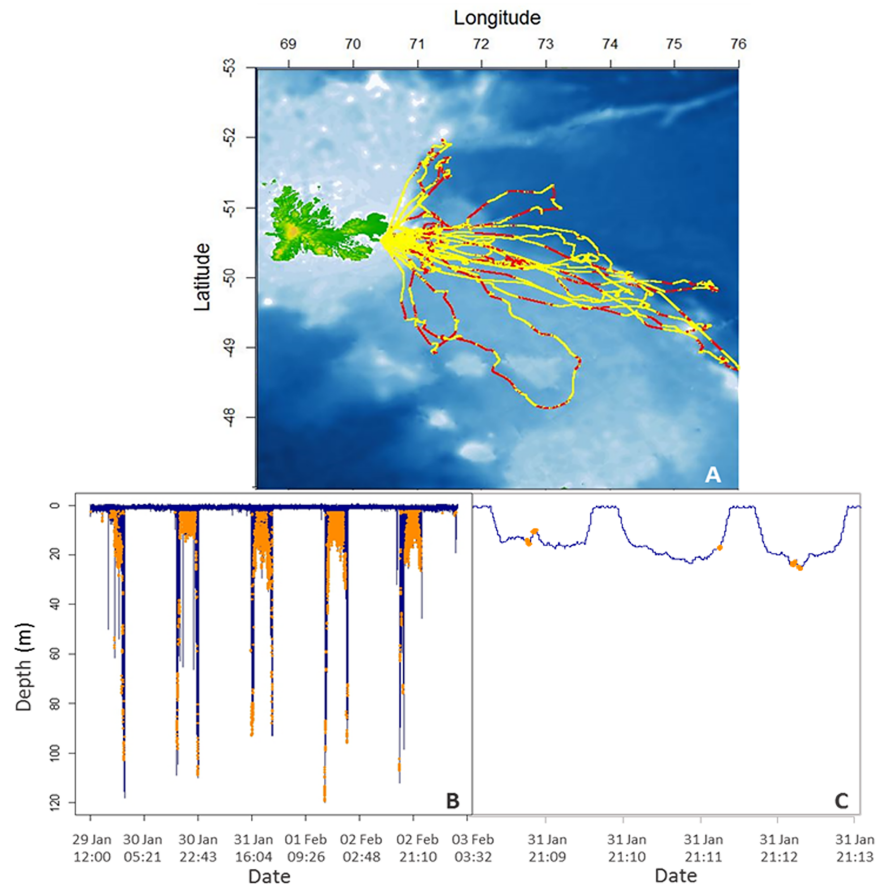 Longitude
69 70 71 72 73 74 75 76
-53
-52
-51
-50
-49
-48
Latitude
A
0
20
40
60
80
100
120
Depth (m)
B
C
29 Jan 30 Jan 30 Jan 31 Jan 01 Feb 02 Feb 02 Feb 03 Feb 31 Jan 31 Jan 31 Jan 31 Jan 31 Jan
12:00 05:21 22:43 16:04 09:26 02:48 21:10 03:32 21:09 21:10 21:11 21:12 21:13
Date Date